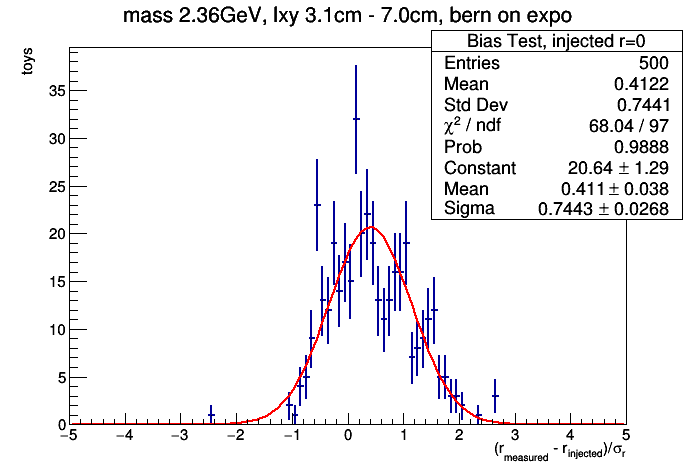 mass 2.36GeV, lxy 3.1cm - 7.0cm, bern on expo
Bias Test, injected r=0
Entries 500
Mean 0.4122
Std Dev 0.7441
χ² / ndf 68.04 / 97
Prob 0.9888
Constant 20.64 ± 1.29
Mean 0.411 ± 0.038
Sigma 0.7443 ± 0.0268
toys
35
30
25
20
15
10
5
0
−5 −4 −3 −2 −1 0 1 2 3 4 5
(r_measured - r_injected)/σ_r